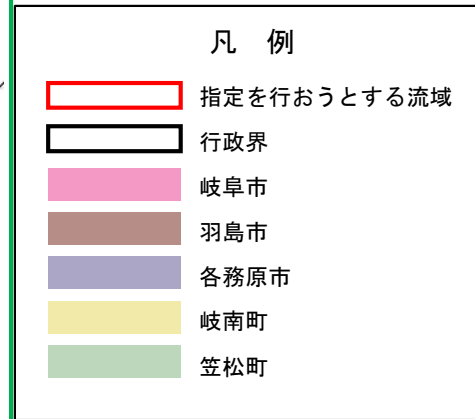 凡 例
指定を行おうとする流域
行政界
岐阜市
羽島市
各務原市
岐南町
笠松町